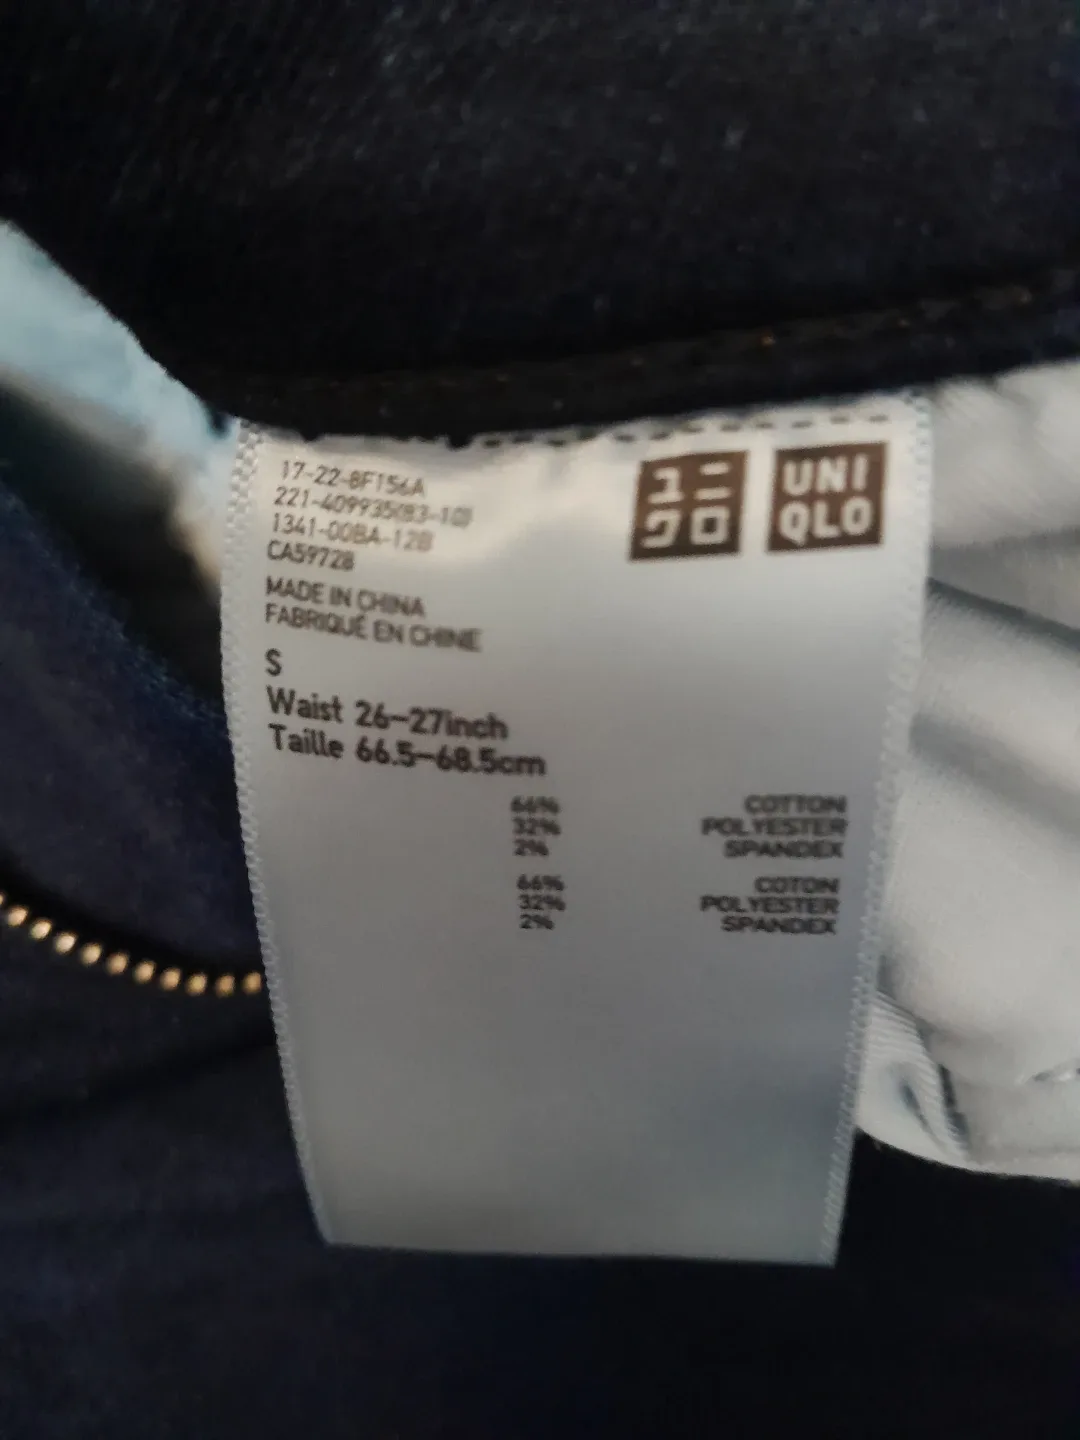 17-22-8F156A
221-409935(83-10)
1341-00BA-12B
CA59728
MADE IN CHINA
FABRIQUÉ EN CHINE
ユニ
クロ
UNI
QLO
S
Waist 26-27inch
Taille 66.5-68.5cm
66% COTTON
32% POLYESTER
2% SPANDEX
66% COTON
32% POLYESTER
2% SPANDEX